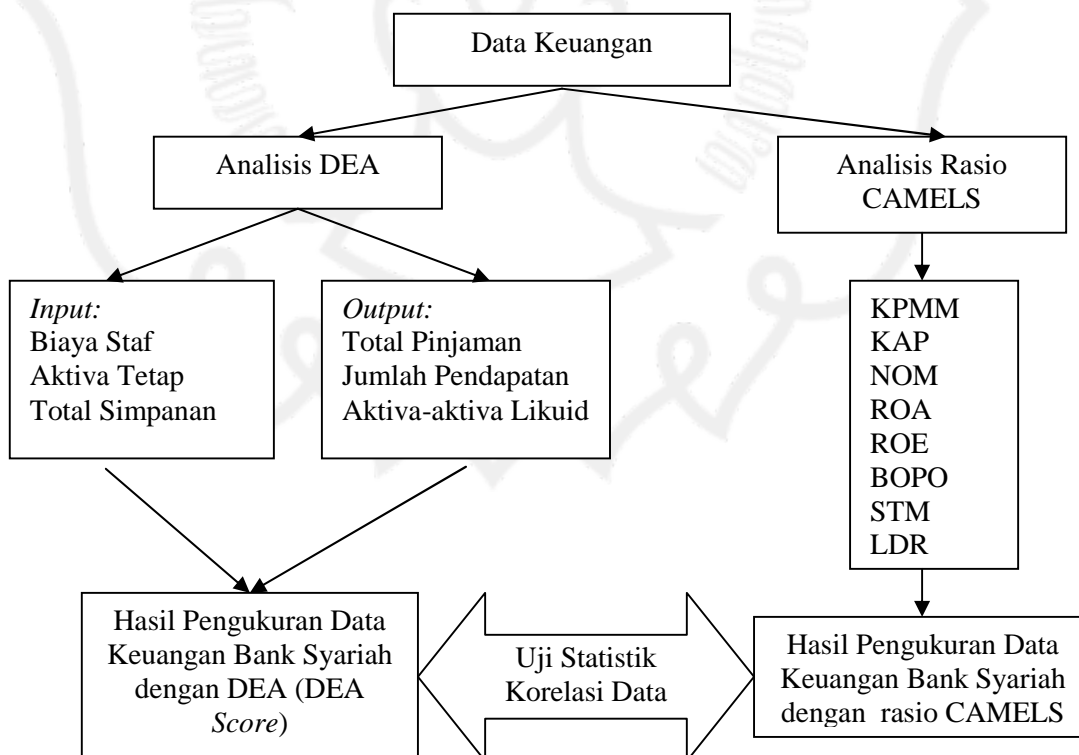 Data Keuangan
Analisis DEA
Analisis Rasio
CAMELS
Input:
Biaya Staf
Aktiva Tetap
Total Simpanan
Output:
Total Pinjaman
Jumlah Pendapatan
Aktiva-aktiva Likuid
KPMM
KAP
NOM
ROA
ROE
BOPO
STM
LDR
Hasil Pengukuran Data
Keuangan Bank Syariah
dengan DEA (DEA
Score)
Uji Statistik
Korelasi Data
Hasil Pengukuran Data
Keuangan Bank Syariah
dengan rasio CAMELS